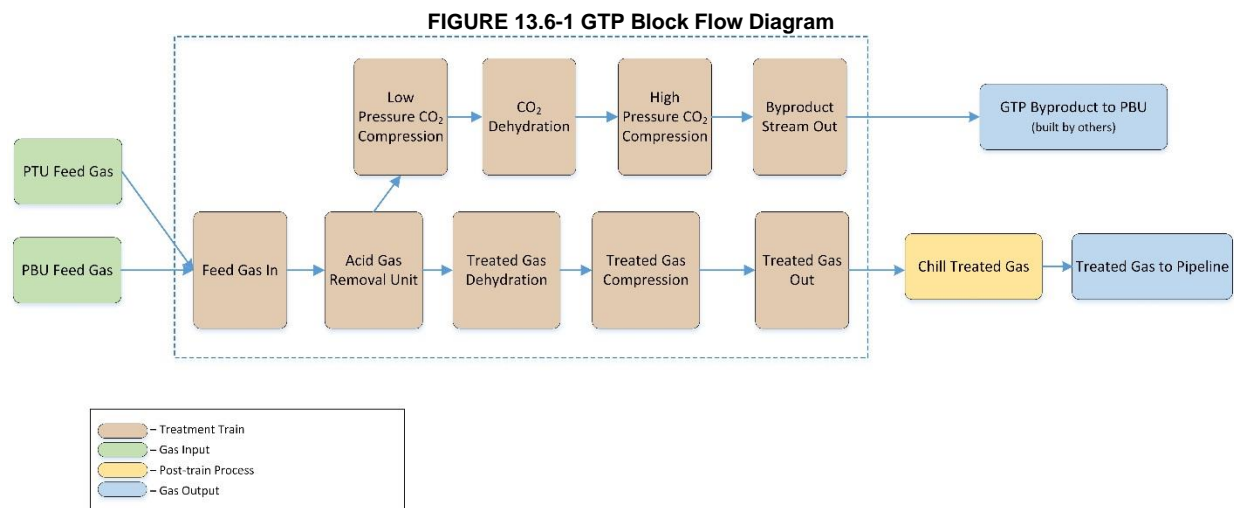 FIGURE 13.6-1 GTP Block Flow Diagram
Low
Pressure CO₂
Compression
CO₂
Dehydration
High
Pressure CO₂
Compression
Byproduct
Stream Out
GTP Byproduct to PBU
(built by others)
PTU Feed Gas
PBU Feed Gas
Feed Gas In
Acid Gas
Removal Unit
Treated Gas
Dehydration
Treated Gas
Compression
Treated Gas
Out
Chill Treated Gas
Treated Gas to Pipeline
– Treatment Train
– Gas Input
– Post-train Process
– Gas Output